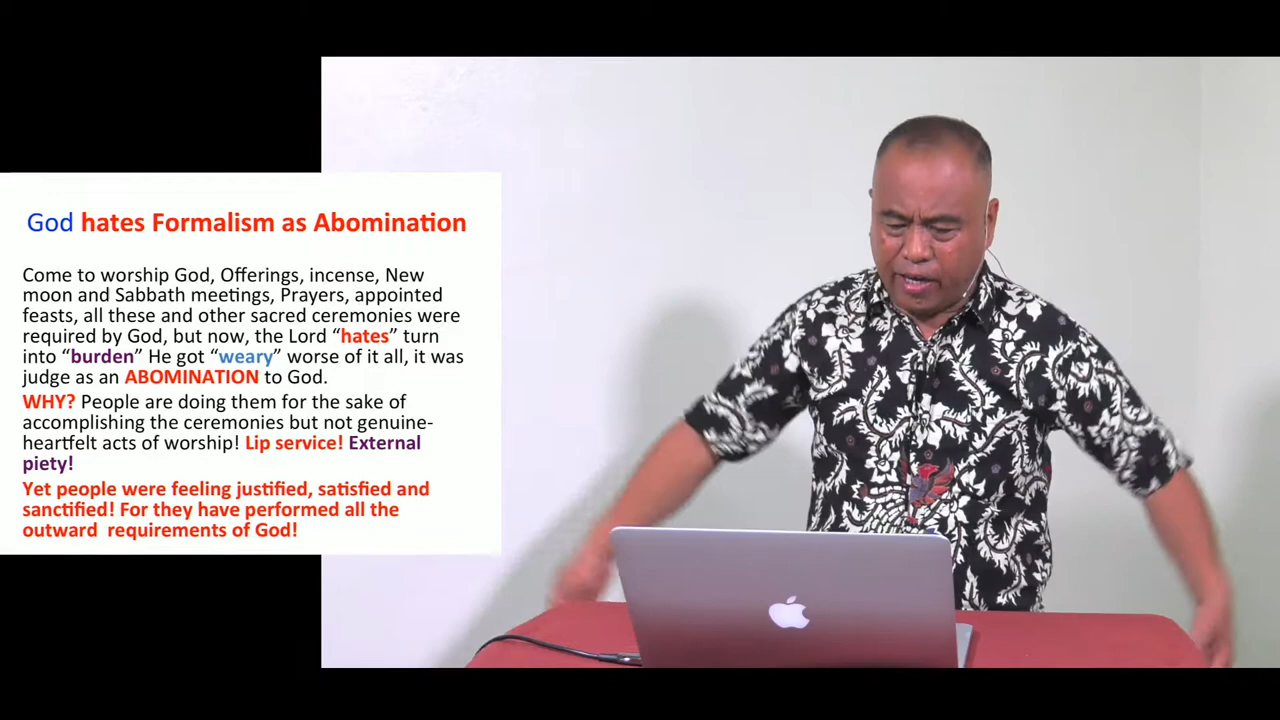 God hates Formalism as Abomination
Come to worship God, Offerings, incense, New
moon and Sabbath meetings, Prayers, appointed
feasts, all these and other sacred ceremonies were
required by God, but now, the Lord “hates” turn
into “burden” He got “weary” worse of it all, it was
judge as an ABOMINATION to God.
WHY? People are doing them for the sake of
accomplishing the ceremonies but not genuine-
heartfelt acts of worship! Lip service! External
piety!
Yet people were feeling justified, satisfied and
sanctified! For they have performed all the
outward  requirements of God!